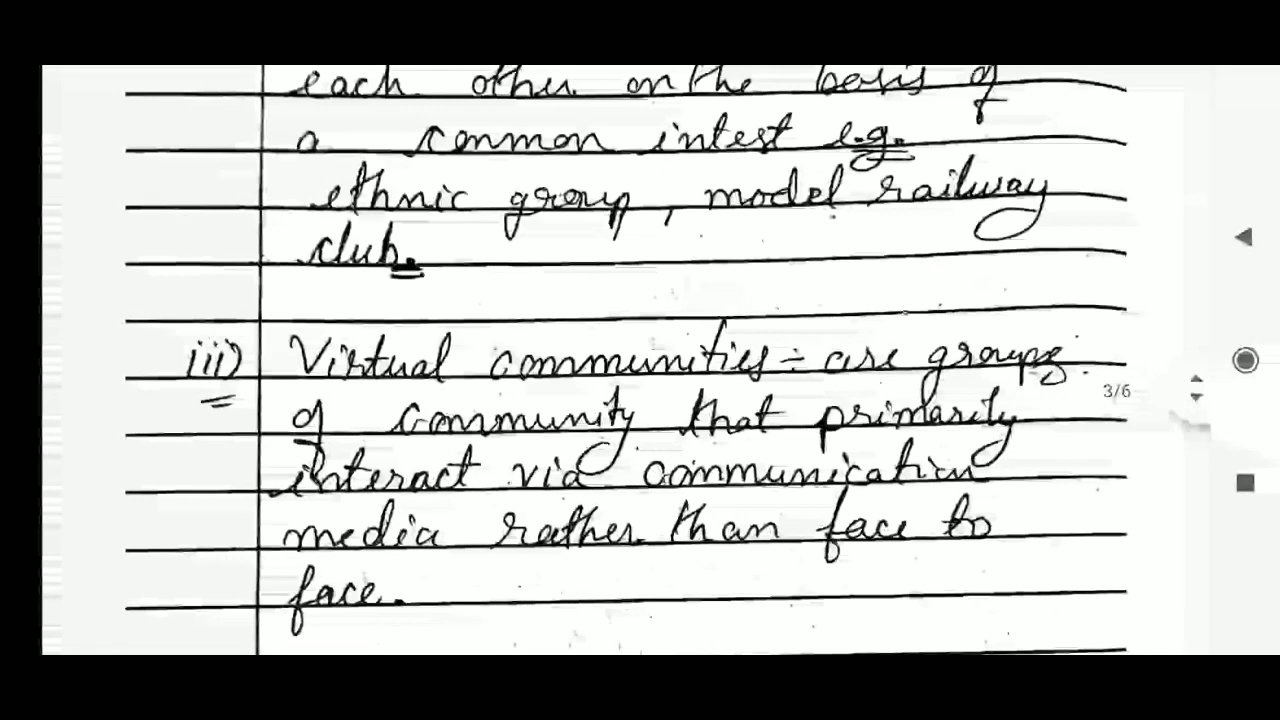 each other on the basis of
a common intest e.g.
ethnic group, model railway
club.
iii) Virtual communities :- are groups
3/6
of community that primarity
interact via communication
media rather than face to
face.